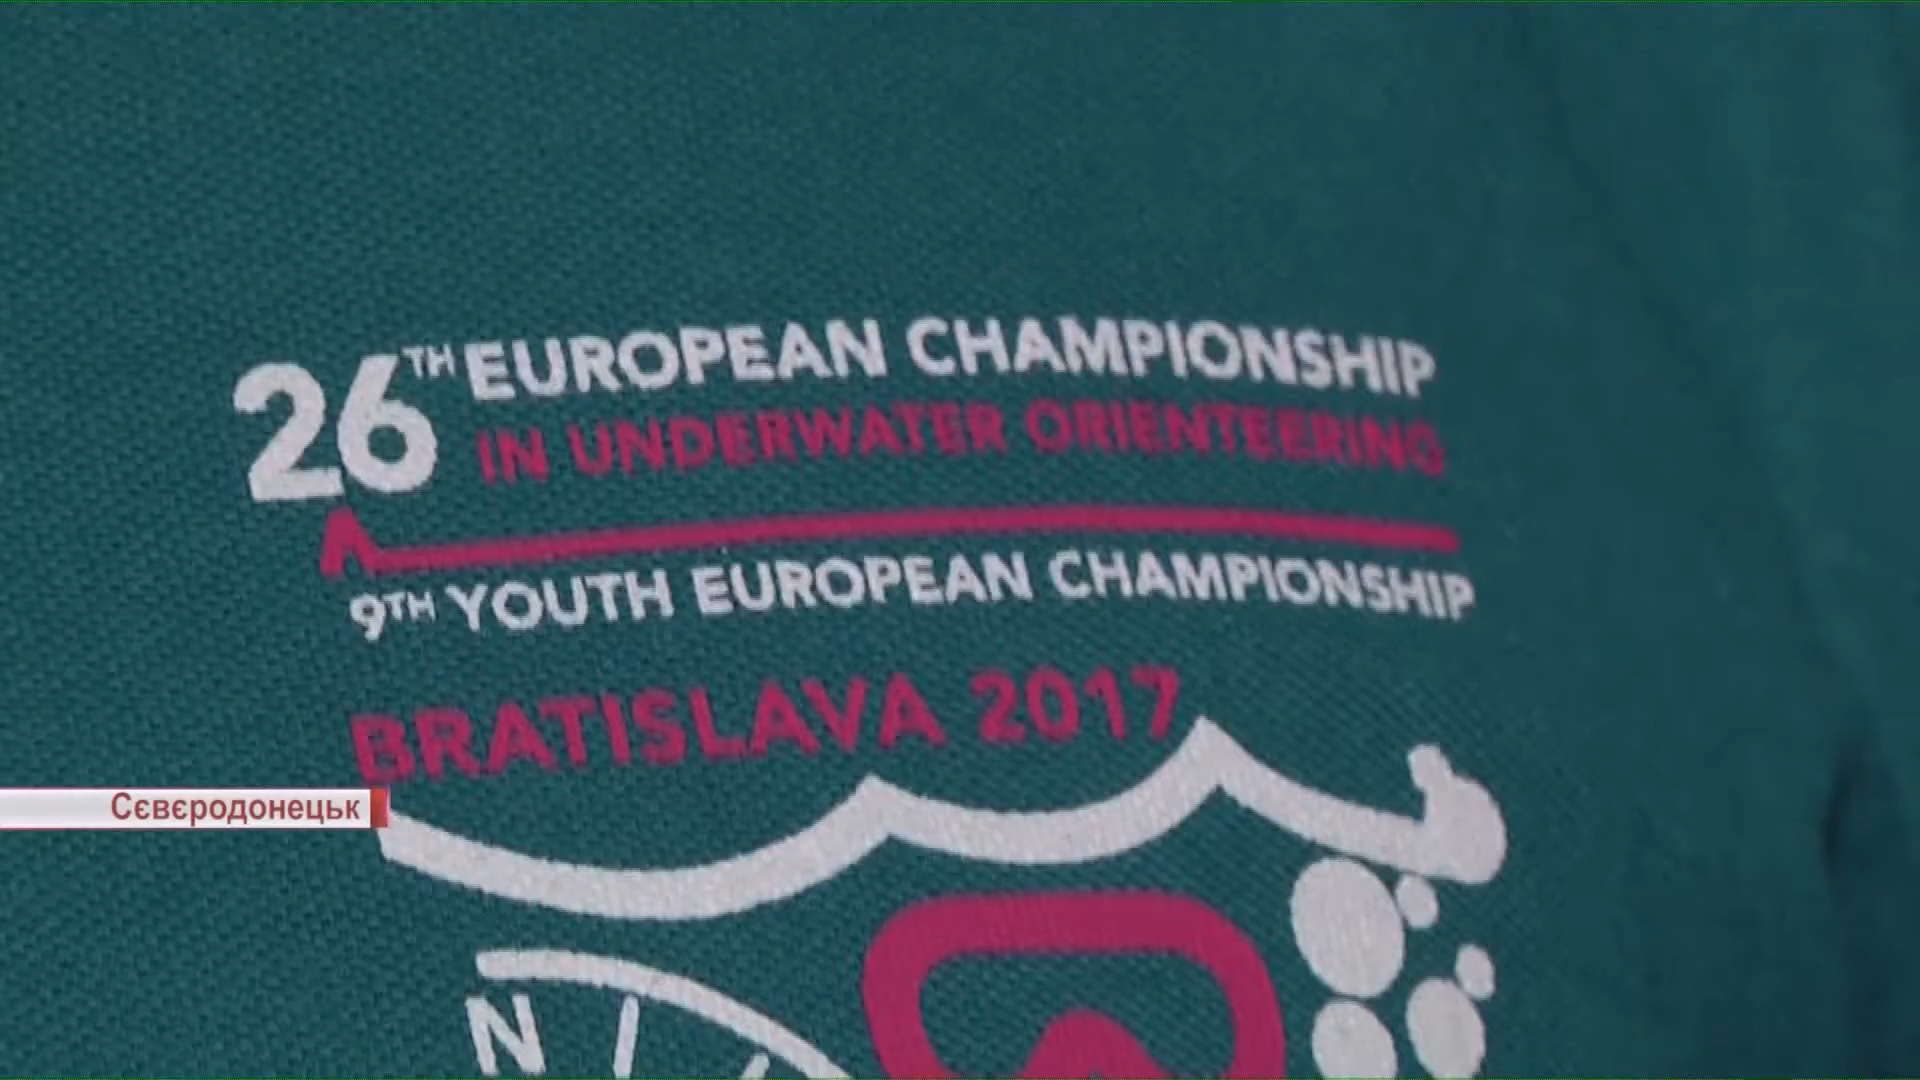 26TH EUROPEAN CHAMPIONSHIP
IN UNDERWATER ORIENTEERING
9TH YOUTH EUROPEAN CHAMPIONSHIP
BRATISLAVA 2017
Сєвєродонецьк
N